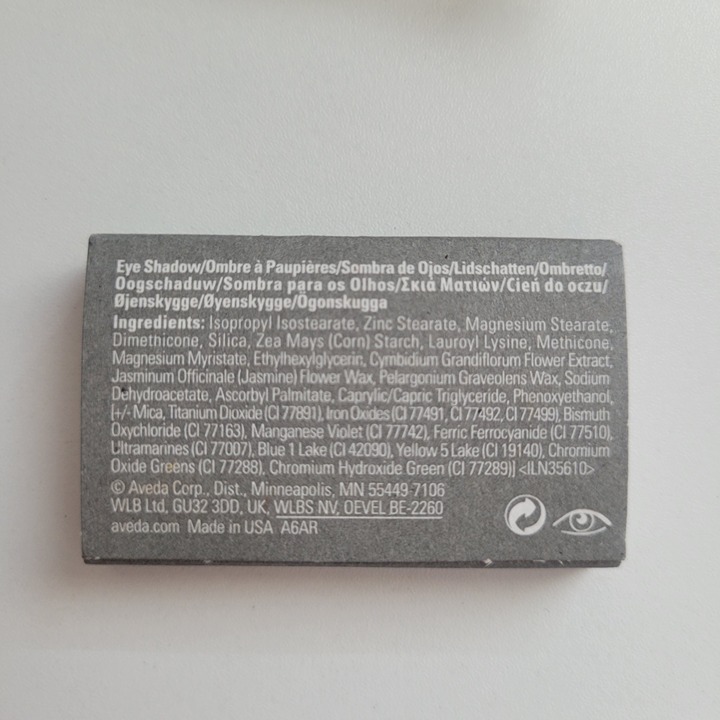 Eye Shadow/Ombre à Paupières/Sombra de Ojos/Lidschatten/Ombretto/
Oogschaduw/Sombra para os Olhos/Σκιά Ματιών/Cień do oczu/
Øjenskygge/Øyenskygge/Ögonskugga
Ingredients: Isopropyl Isostearate, Zinc Stearate, Magnesium Stearate,
Dimethicone, Silica, Zea Mays (Corn) Starch, Lauroyl Lysine, Methicone,
Magnesium Myristate, Ethylhexylglycerin, Cymbidium Grandiflorum Flower Extract,
Jasminum Officinale (Jasmine) Flower Wax, Pelargonium Graveolens Wax, Sodium
Dehydroacetate, Ascorbyl Palmitate, Caprylic/Capric Triglyceride, Phenoxyethanol,
[+/- Mica, Titanium Dioxide (CI 77891), Iron Oxides (CI 77491, CI 77492, CI 77499), Bismuth
Oxychloride (CI 77163), Manganese Violet (CI 77742), Ferric Ferrocyanide (CI 77510),
Ultramarines (CI 77007), Blue 1 Lake (CI 42090), Yellow 5 Lake (CI 19140), Chromium
Oxide Greens (CI 77288), Chromium Hydroxide Green (CI 77289)] <ILN35610>
© Aveda Corp., Dist., Minneapolis, MN 55449-7106
WLB Ltd, GU32 3DD, UK, WLBS NV, OEVEL BE-2260
aveda.com Made in USA A6AR